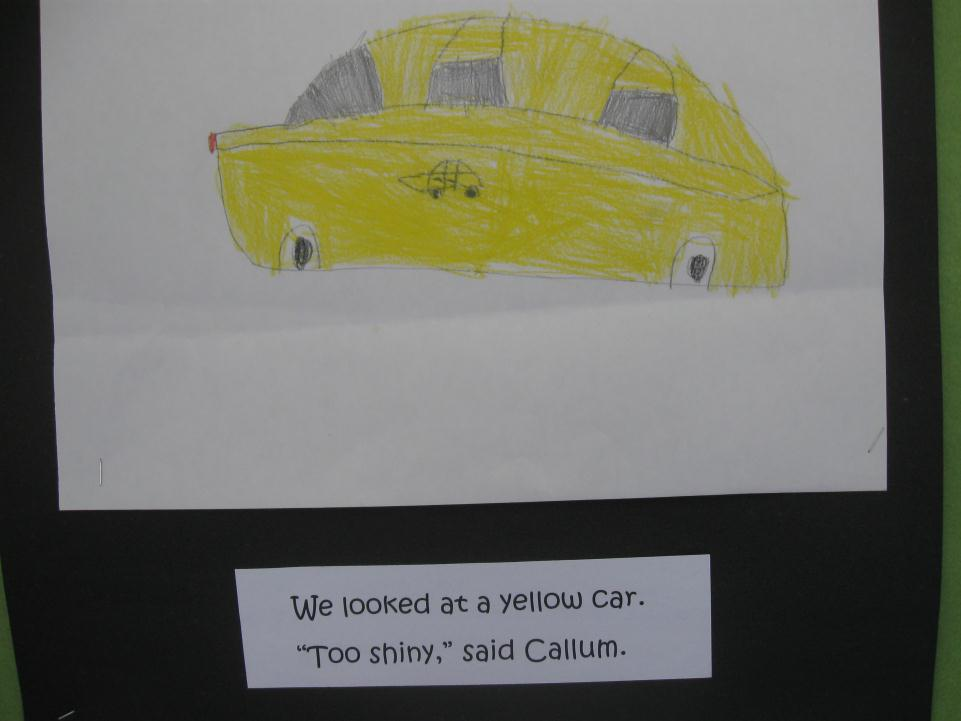 We looked at a yellow car.
“Too shiny,” said Callum.